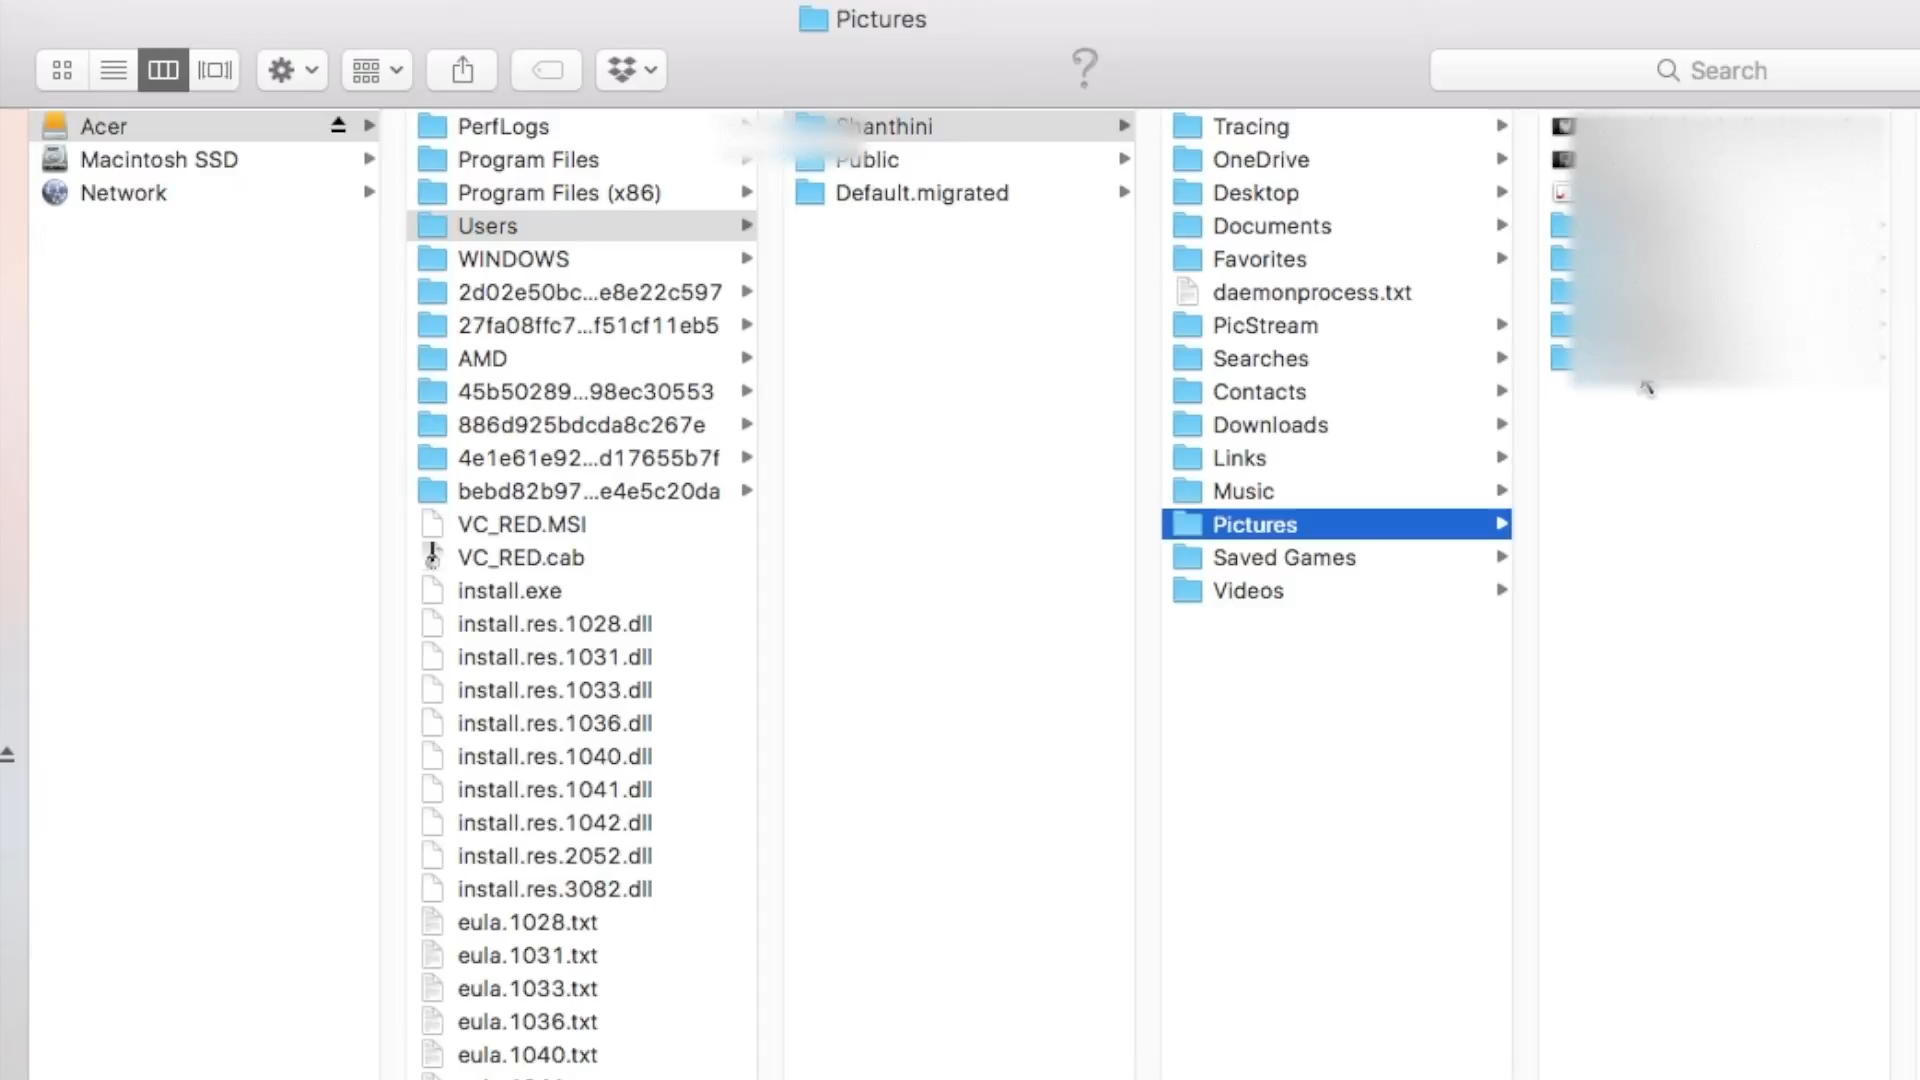 Pictures
Search
Acer
Macintosh SSD
Network
PerfLogs
Program Files
Program Files (x86)
Users
WINDOWS
2d02e50bc...e8e22c597
27fa08ffc7...f51cf11eb5
AMD
45b50289...98ec30553
886d925bdcda8c267e
4e1e61e92...d17655b7f
bebd82b97...e4e5c20da
VC_RED.MSI
VC_RED.cab
install.exe
install.res.1028.dll
install.res.1031.dll
install.res.1033.dll
install.res.1036.dll
install.res.1040.dll
install.res.1041.dll
install.res.1042.dll
install.res.2052.dll
install.res.3082.dll
eula.1028.txt
eula.1031.txt
eula.1033.txt
eula.1036.txt
eula.1040.txt
Shanthini
Public
Default.migrated
Tracing
OneDrive
Desktop
Documents
Favorites
daemonprocess.txt
PicStream
Searches
Contacts
Downloads
Links
Music
Pictures
Saved Games
Videos